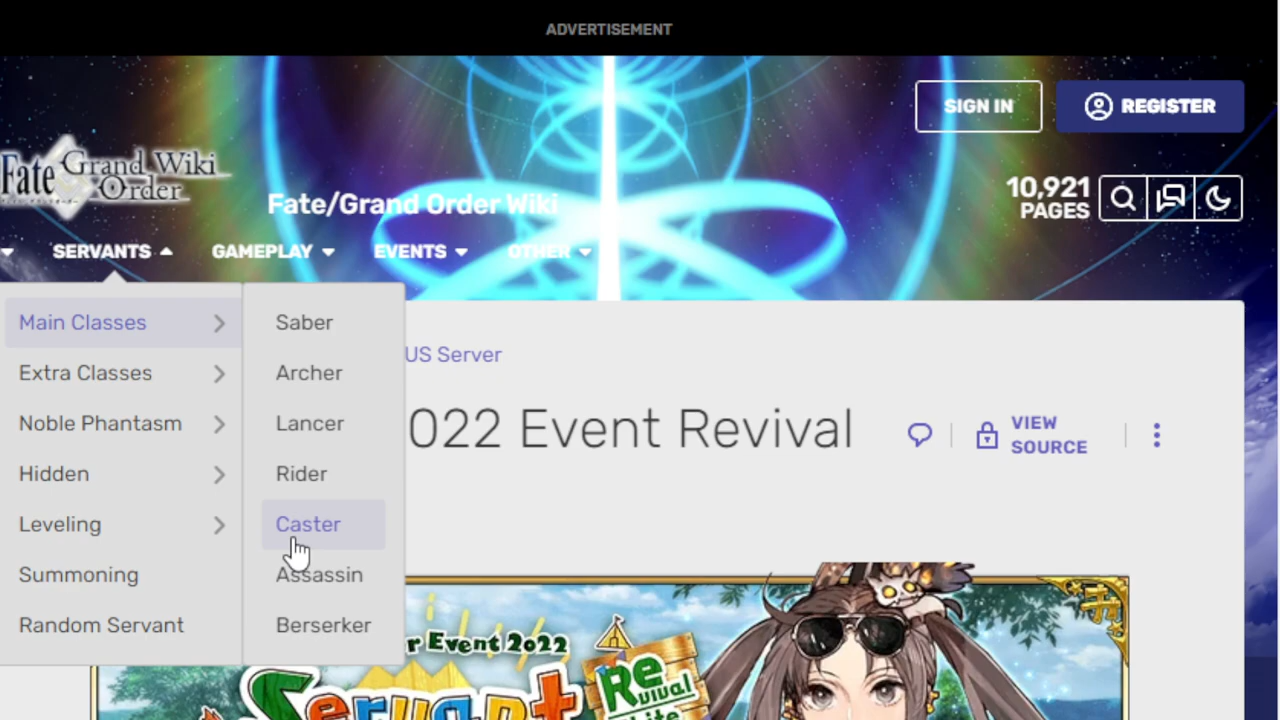 ADVERTISEMENT
SIGN IN
REGISTER
Fate Grand Wiki
Order
Fate/Grand Order Wiki
10,921
PAGES
SERVANTS
GAMEPLAY
EVENTS
OTHER
Main Classes
Extra Classes
Noble Phantasm
Hidden
Leveling
Summoning
Random Servant
Saber
Archer
Lancer
Rider
Caster
Assassin
Berserker
US Server
022 Event Revival
VIEW
SOURCE
r Event 2022
Servant
Revival